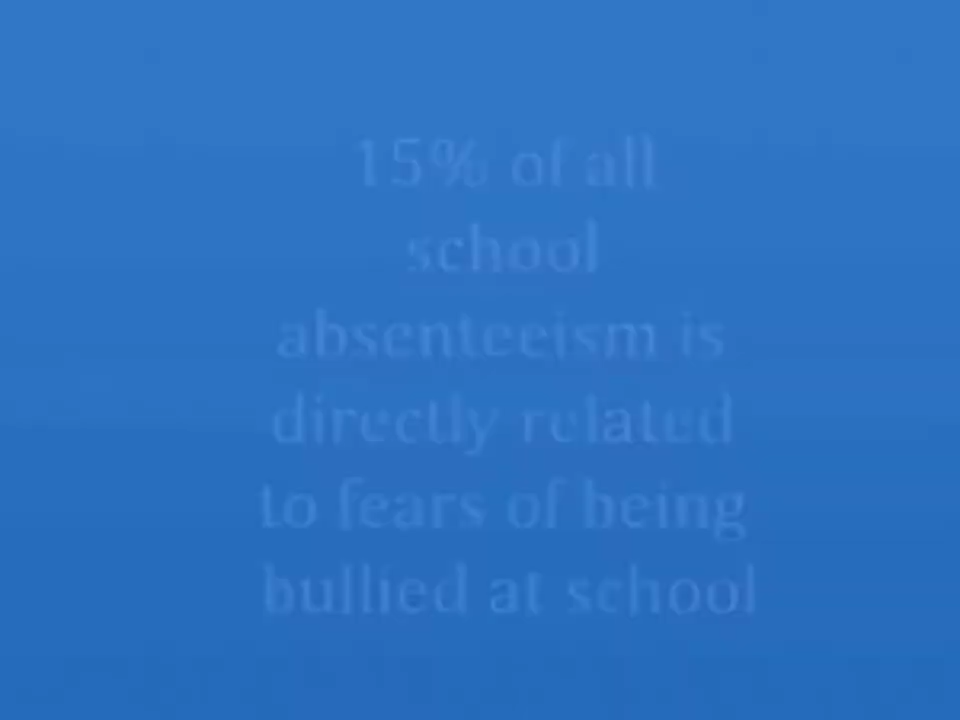 15% of all
school
absenteeism is
directly related
to fears of being
bullied at school